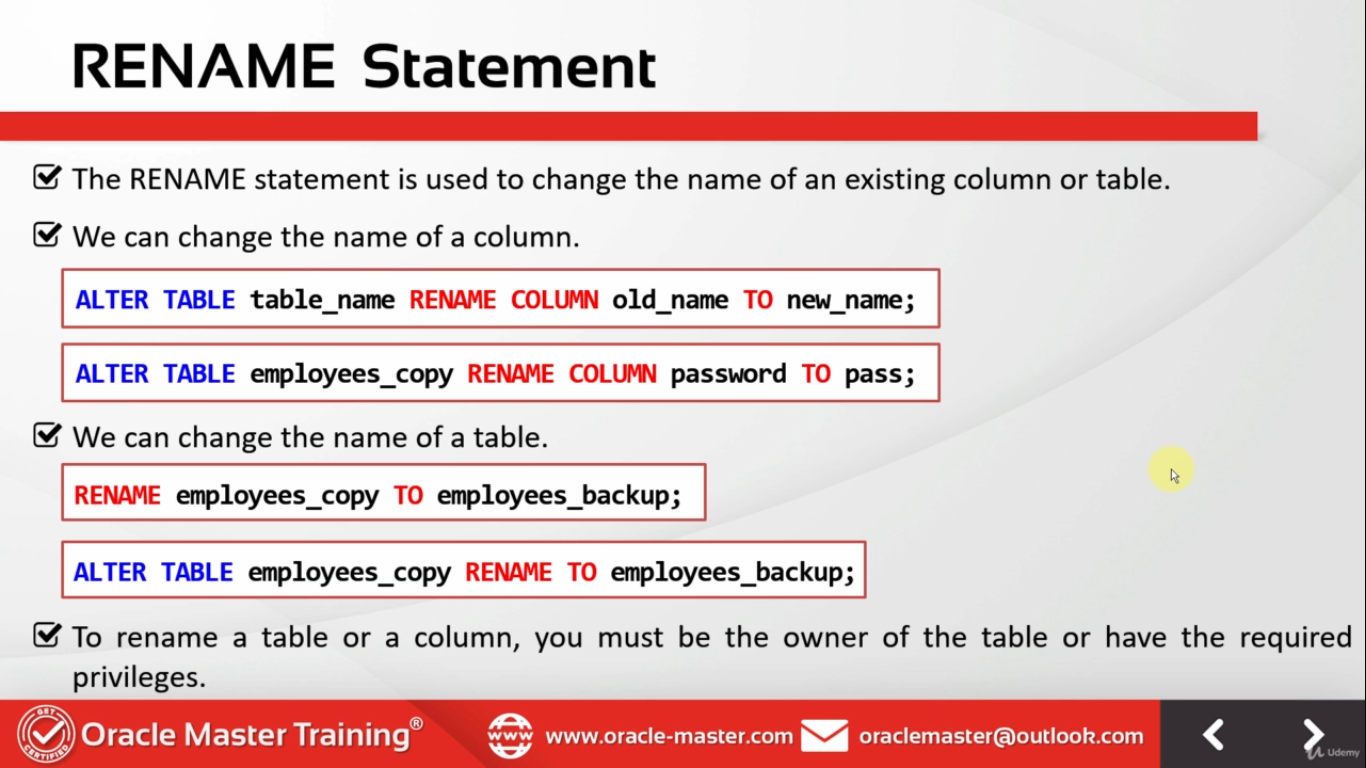 RENAME Statement
The RENAME statement is used to change the name of an existing column or table.
We can change the name of a column.
ALTER TABLE table_name RENAME COLUMN old_name TO new_name;
ALTER TABLE employees_copy RENAME COLUMN password TO pass;
We can change the name of a table.
RENAME employees_copy TO employees_backup;
ALTER TABLE employees_copy RENAME TO employees_backup;
To rename a table or a column, you must be the owner of the table or have the required
privileges.
GET
CERTIFIED
Oracle Master Training®
www
www.oracle-master.com
oraclemaster@outlook.com
Udemy